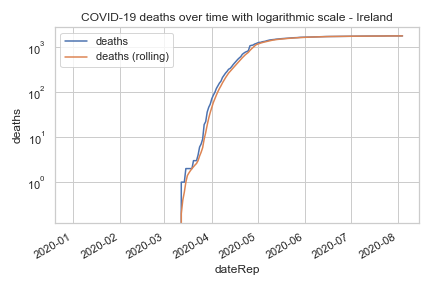 COVID-19 deaths over time with logarithmic scale - Ireland
deaths
deaths (rolling)
deaths
10³
10²
10¹
10⁰
2020-01
2020-02
2020-03
2020-04
2020-05
2020-06
2020-07
2020-08
dateRep